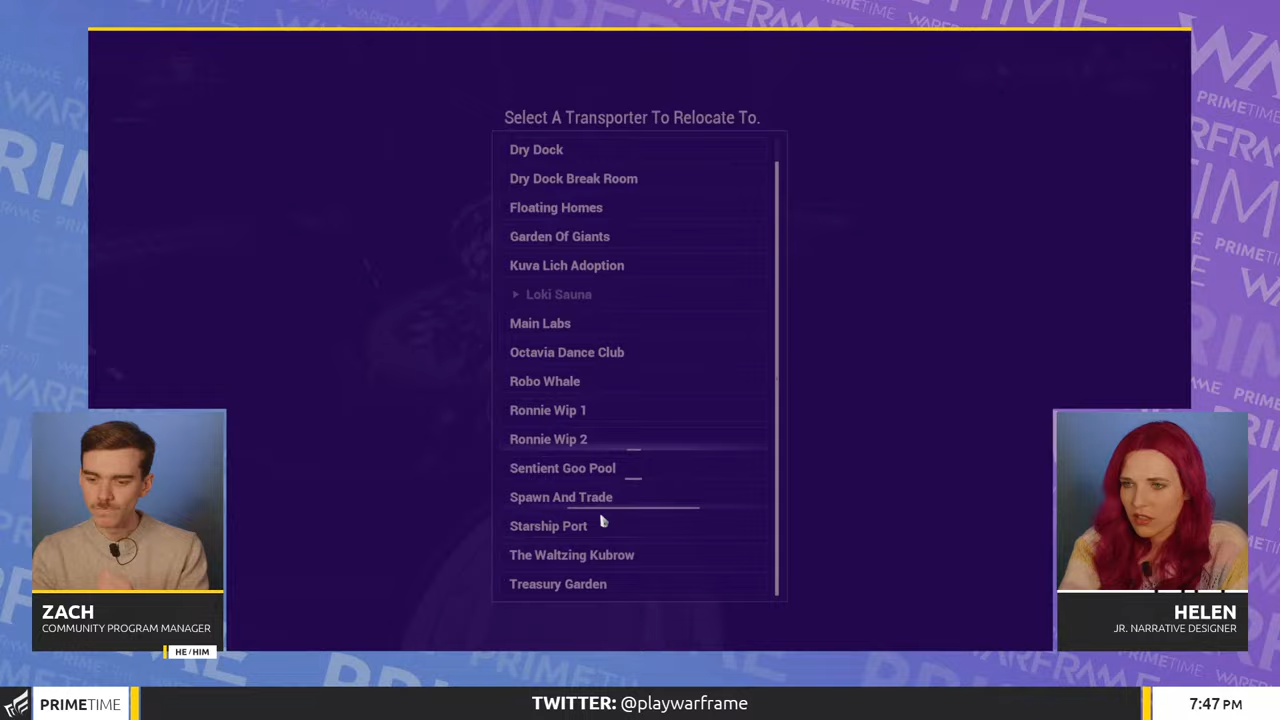 Select A Transporter To Relocate To.
Dry Dock
Dry Dock Break Room
Floating Homes
Garden Of Giants
Kuva Lich Adoption
Loki Sauna
Main Labs
Octavia Dance Club
Robo Whale
Ronnie Wip 1
Ronnie Wip 2
Sentient Goo Pool
Spawn And Trade
Starship Port
The Waltzing Kubrow
Treasury Garden
ZACH
COMMUNITY PROGRAM MANAGER
HE/HIM
HELEN
JR. NARRATIVE DESIGNER
PRIMETIME
TWITTER: @playwarframe
7:47 PM